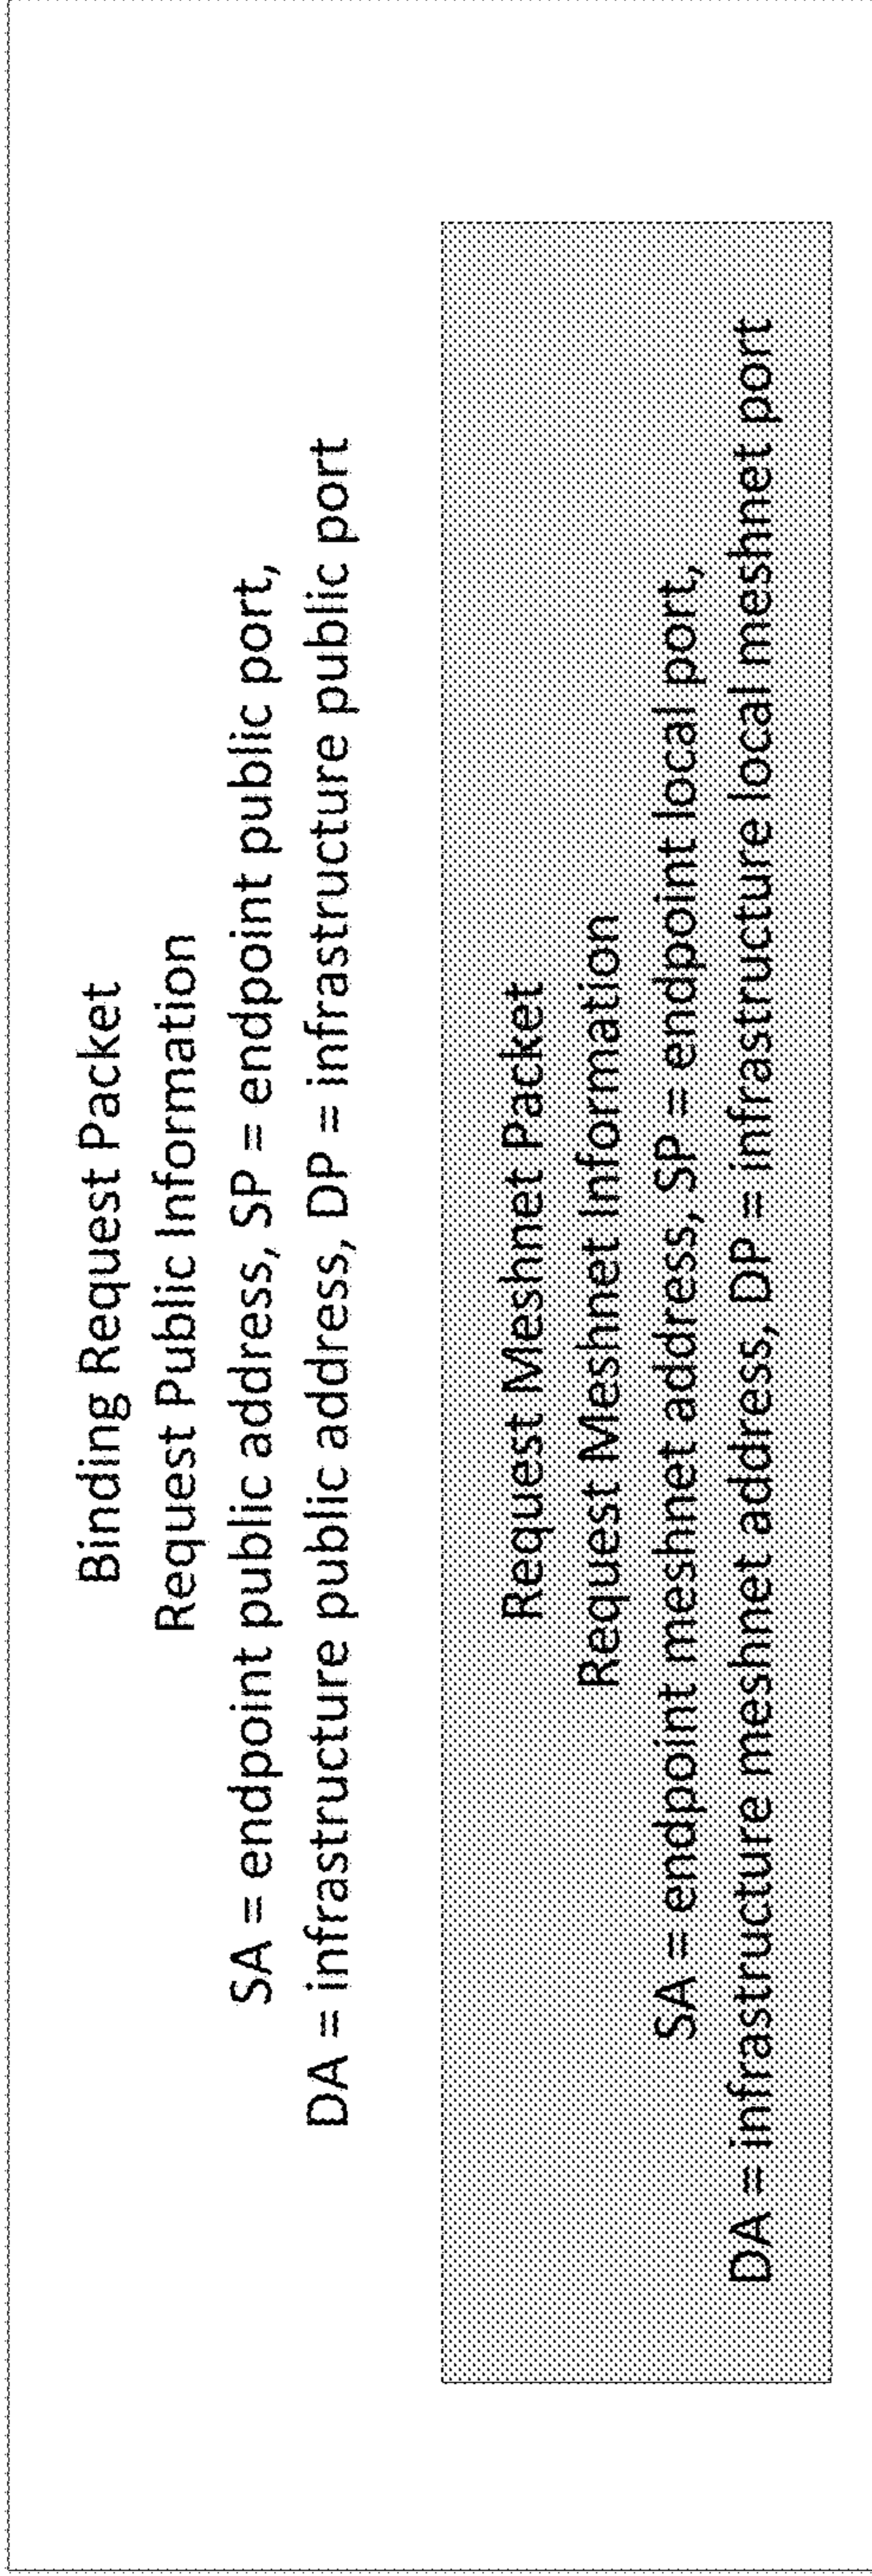 Binding Request Packet
Request Public Information
SA = endpoint public address, SP = endpoint public port,
DA = infrastructure public address, DP = infrastructure public port
Request Meshnet Packet
Request Meshnet Information
SA = endpoint meshnet address, SP = endpoint local port,
DA = infrastructure meshnet address, DP = infrastructure local meshnet port